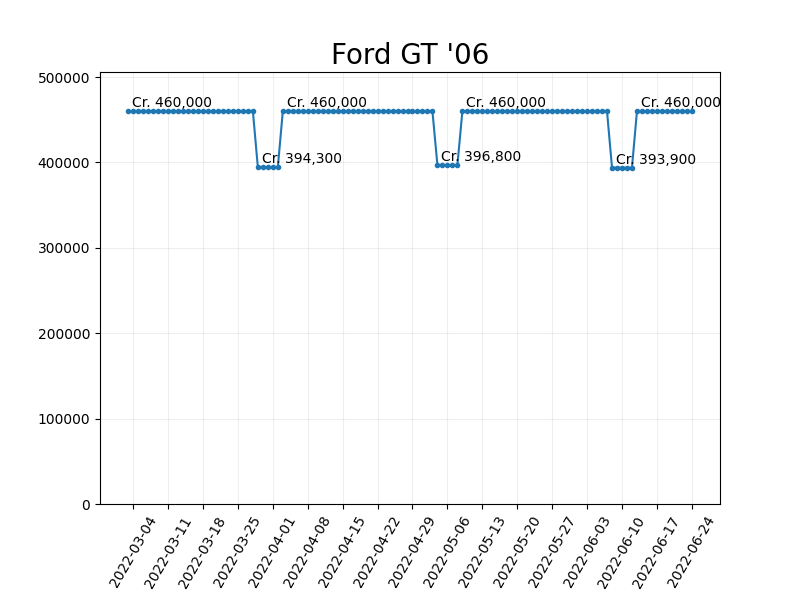 Ford GT '06
500000
400000
300000
200000
100000
0
Cr. 460,000
Cr. 394,300
Cr. 460,000
Cr. 396,800
Cr. 460,000
Cr. 393,900
Cr. 460,000
2022-03-04
2022-03-11
2022-03-18
2022-03-25
2022-04-01
2022-04-08
2022-04-15
2022-04-22
2022-04-29
2022-05-06
2022-05-13
2022-05-20
2022-05-27
2022-06-03
2022-06-10
2022-06-17
2022-06-24